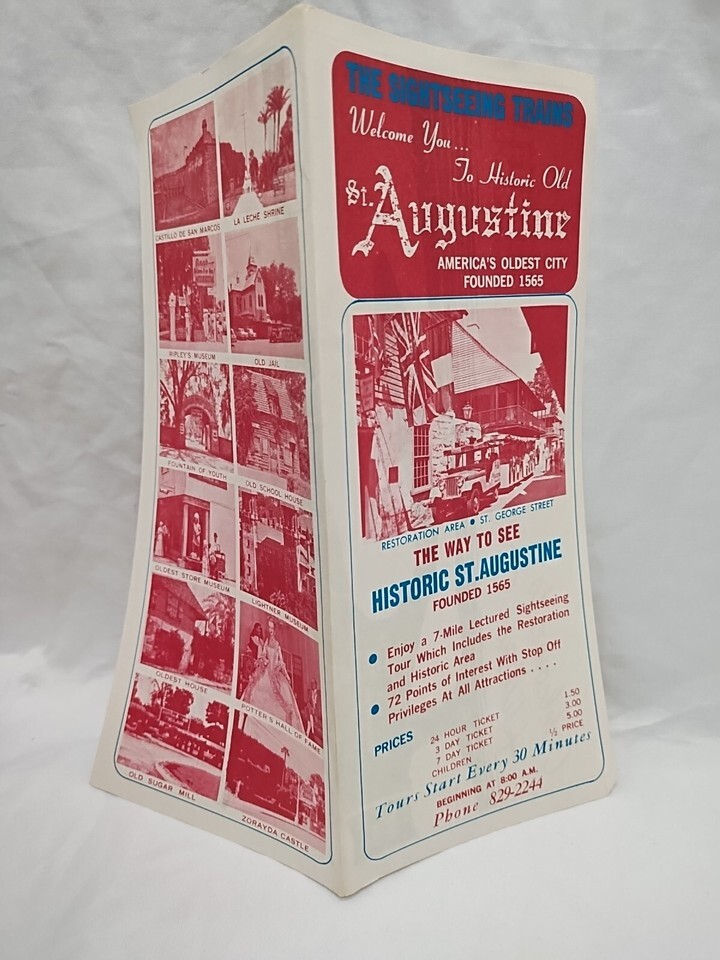 CASTILLO DE SAN MARCOS
LA LECHE SHRINE
RIPLEY'S MUSEUM
OLD JAIL
FOUNTAIN OF YOUTH
OLD SCHOOL HOUSE
OLDEST STORE MUSEUM
LIGHTNER MUSEUM
OLDEST HOUSE
POTTER'S HALL OF FAME
OLD SUGAR MILL
ZORAYDA CASTLE
THE SIGHTSEEING TRAINS
Welcome You...
To Historic Old
St. Augustine
AMERICA'S OLDEST CITY
FOUNDED 1565
RESTORATION AREA • ST. GEORGE STREET
THE WAY TO SEE
HISTORIC ST. AUGUSTINE
FOUNDED 1565
• Enjoy a 7-Mile Lectured Sightseeing
Tour Which Includes the Restoration
and Historic Area
• 72 Points of Interest With Stop Off
Privileges At All Attractions . . . .
PRICES
24 HOUR TICKET 1.50
3 DAY TICKET 3.00
7 DAY TICKET 5.00
CHILDREN ½ PRICE
Tours Start Every 30 Minutes
BEGINNING AT 8:00 A.M.
Phone 829-2244